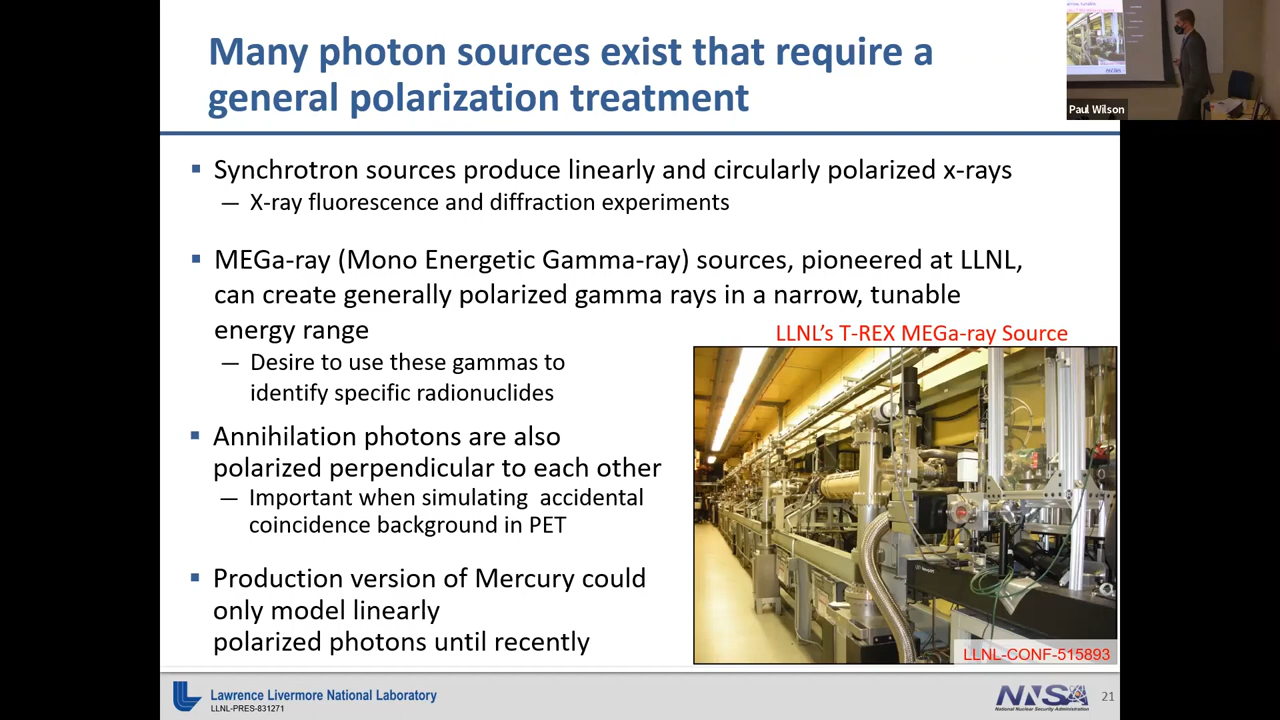 Many photon sources exist that require a
general polarization treatment
Paul Wilson
▪ Synchrotron sources produce linearly and circularly polarized x-rays
— X-ray fluorescence and diffraction experiments
▪ MEGa-ray (Mono Energetic Gamma-ray) sources, pioneered at LLNL,
can create generally polarized gamma rays in a narrow, tunable
energy range
LLNL's T-REX MEGa-ray Source
— Desire to use these gammas to
identify specific radionuclides
▪ Annihilation photons are also
polarized perpendicular to each other
— Important when simulating accidental
coincidence background in PET
▪ Production version of Mercury could
only model linearly
polarized photons until recently
LLNL-CONF-515893
Lawrence Livermore National Laboratory
LLNL-PRES-831271
NNSA
National Nuclear Security Administration
21